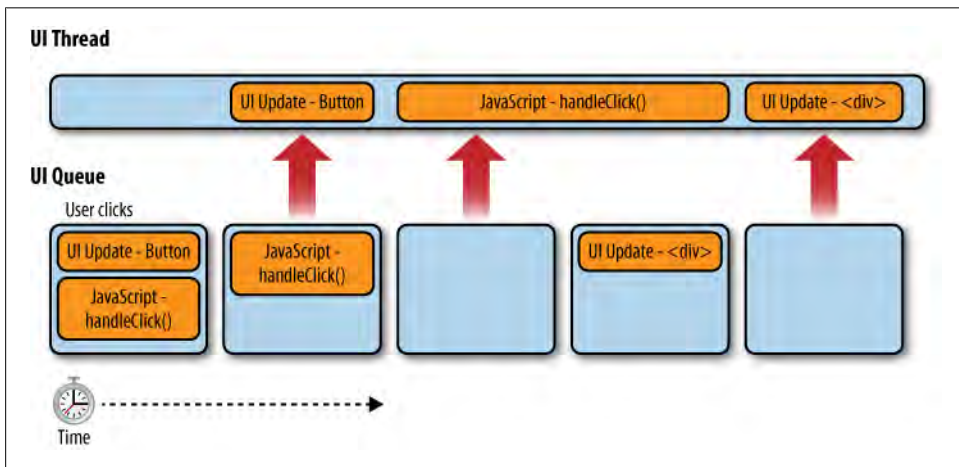 UI Thread
UI Update - Button
JavaScript - handleClick()
UI Update - <div>
UI Queue
User clicks
UI Update - Button
JavaScript -
handleClick()
JavaScript -
handleClick()
UI Update - <div>
Time